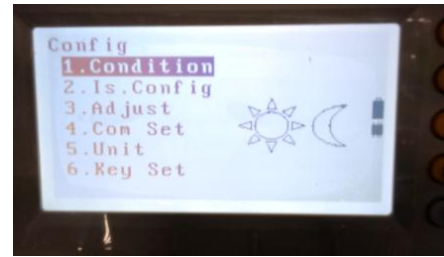 Config
1.Condition
2.Is.Config
3.Adjust
4.Com Set
5.Unit
6.Key Set